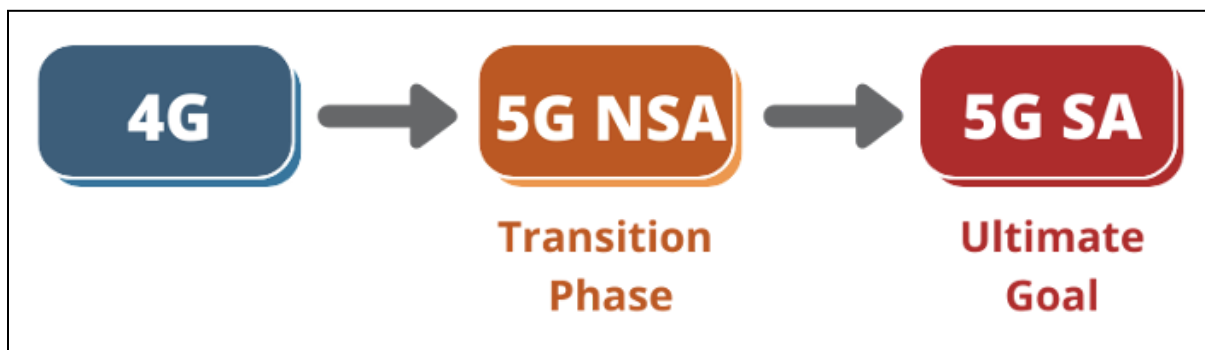 4G
5G NSA
5G SA
Transition
Phase
Ultimate
Goal